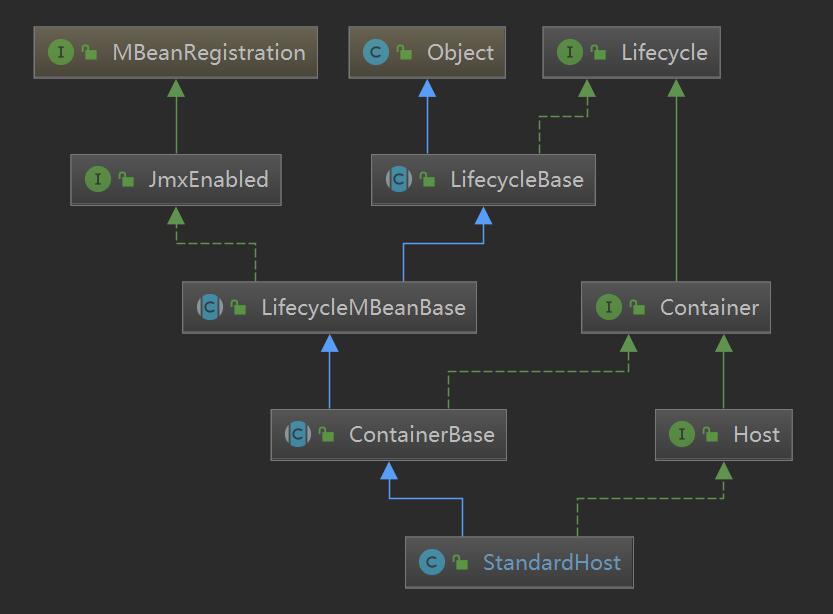 I MBeanRegistration
C Object
I Lifecycle
I JmxEnabled
C LifecycleBase
C LifecycleMBeanBase
I Container
C ContainerBase
I Host
C StandardHost